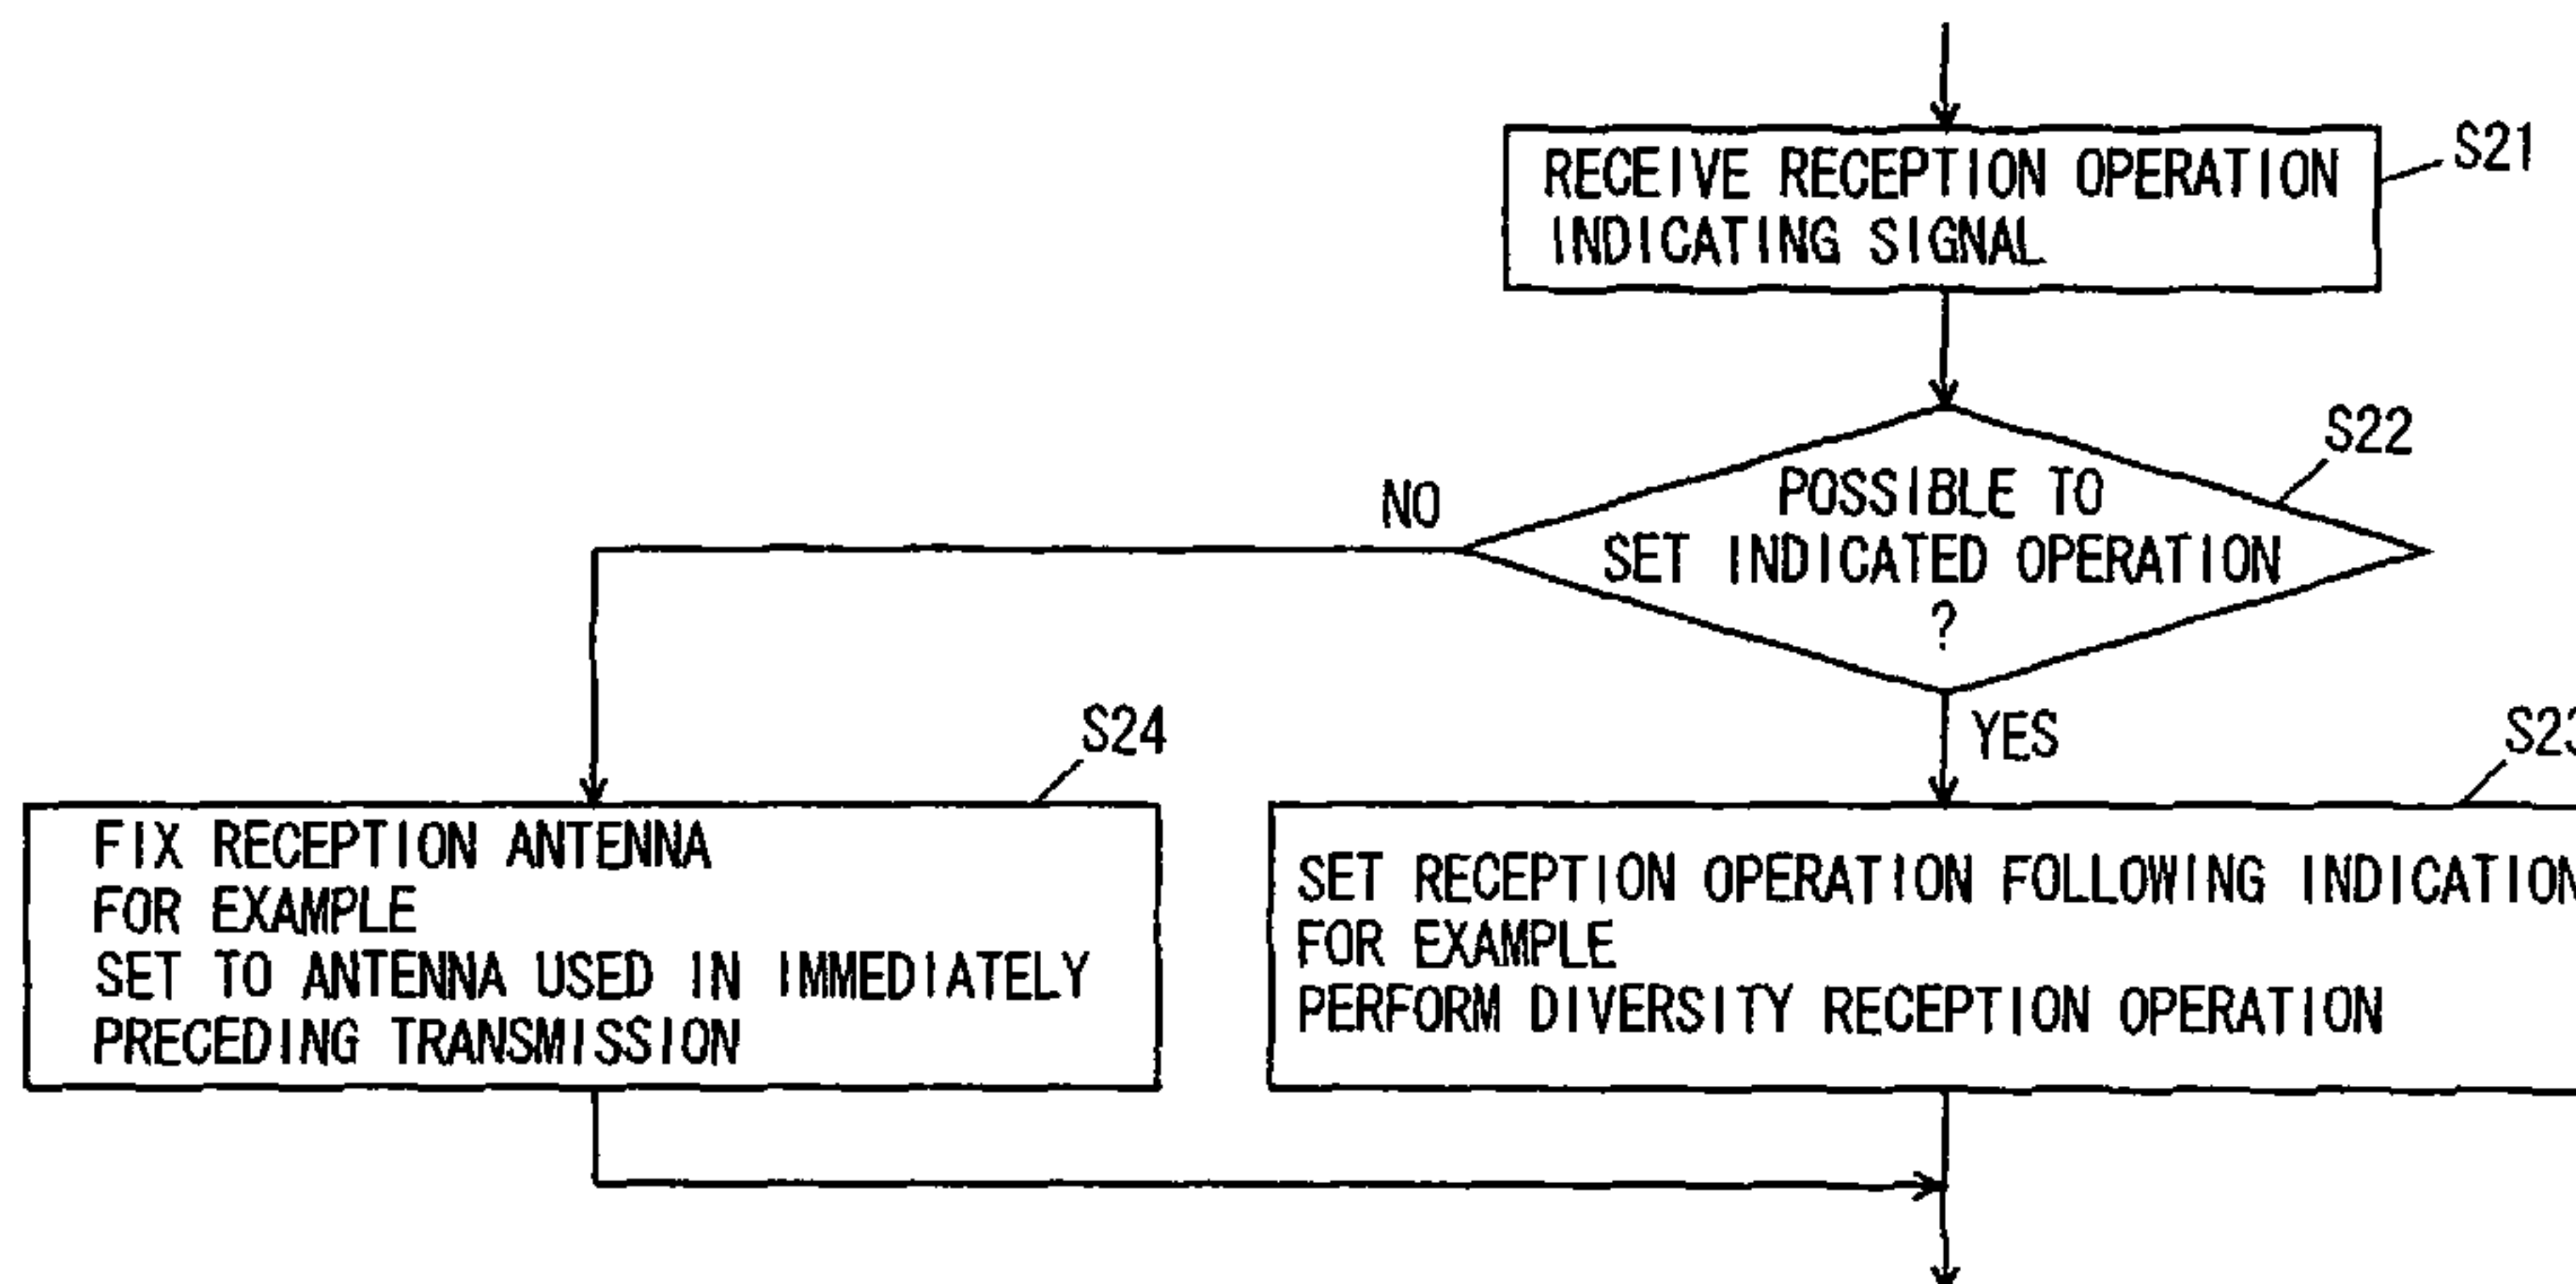 RECEIVE RECEPTION OPERATION
INDICATING SIGNAL
S21
S22
POSSIBLE TO
SET INDICATED OPERATION
?
NO
YES
S24
FIX RECEPTION ANTENNA
FOR EXAMPLE
SET TO ANTENNA USED IN IMMEDIATELY
PRECEDING TRANSMISSION
S23
SET RECEPTION OPERATION FOLLOWING INDICATION
FOR EXAMPLE
PERFORM DIVERSITY RECEPTION OPERATION